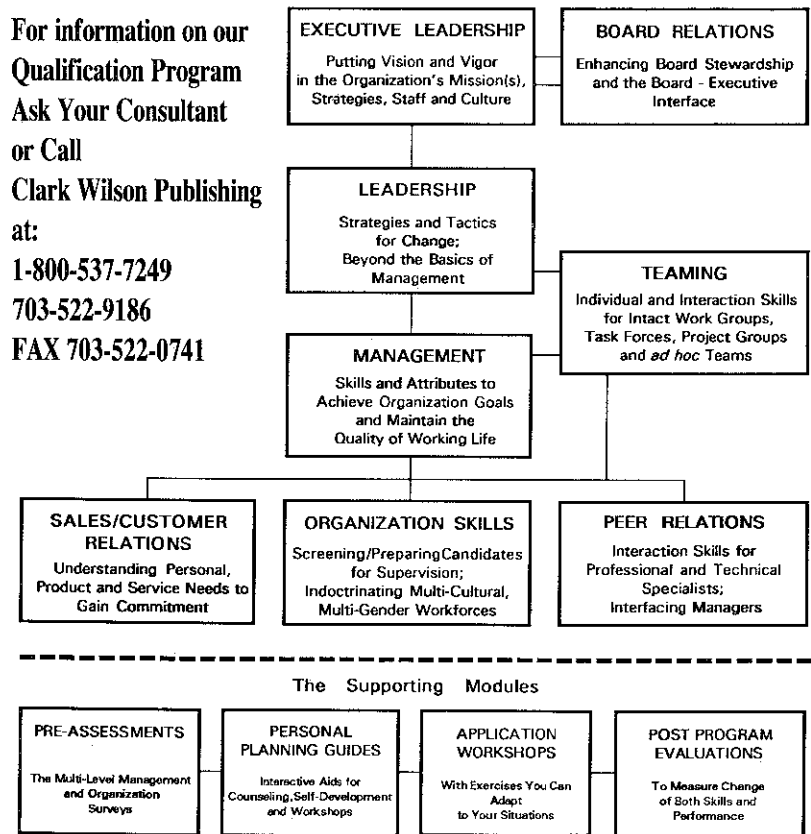 For information on our
Qualification Program
Ask Your Consultant
or Call
Clark Wilson Publishing
at:
1-800-537-7249
703-522-9186
FAX 703-522-0741
EXECUTIVE LEADERSHIP
Putting Vision and Vigor
in the Organization's Mission(s),
Strategies, Staff and Culture
BOARD RELATIONS
Enhancing Board Stewardship
and the Board - Executive
Interface
LEADERSHIP
Strategies and Tactics
for Change;
Beyond the Basics of
Management
TEAMING
Individual and Interaction Skills
for Intact Work Groups,
Task Forces, Project Groups
and ad hoc Teams
MANAGEMENT
Skills and Attributes to
Achieve Organization Goals
and Maintain the
Quality of Working Life
SALES/CUSTOMER
RELATIONS
Understanding Personal,
Product and Service Needs to
Gain Commitment
ORGANIZATION SKILLS
Screening/Preparing Candidates
for Supervision;
Indoctrinating Multi-Cultural,
Multi-Gender Workforces
PEER RELATIONS
Interaction Skills for
Professional and Technical
Specialists;
Interfacing Managers
The Supporting Modules
PRE-ASSESSMENTS
The Multi-Level Management
and Organization
Surveys
PERSONAL
PLANNING GUIDES
Interactive Aids for
Counseling, Self-Development
and Workshops
APPLICATION
WORKSHOPS
With Exercises You Can
Adapt
to Your Situations
POST PROGRAM
EVALUATIONS
To Measure Change
of Both Skills and
Performance